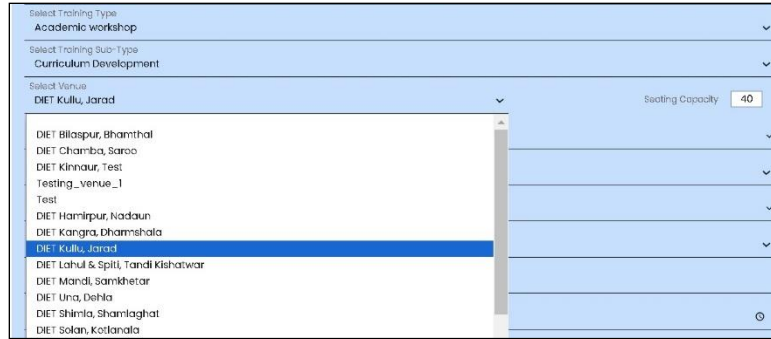 Select Training Type
Academic workshop
Select Training Sub-Type
Curriculum Development
Select Venue
DIET Kullu, Jarad
Seating Capacity 40
DIET Bilaspur, Bhamthal
DIET Chamba, Saroo
DIET Kinnaur, Test
Testing_venue_1
Test
DIET Hamirpur, Nadaun
DIET Kangra, Dharmshala
DIET Kullu, Jarad
DIET Lahul & Spiti, Tandi Kishatwar
DIET Mandi, Samkhetar
DIET Una, Dehla
DIET Shimla, Shamlaghat
DIET Solan, Kotlanala